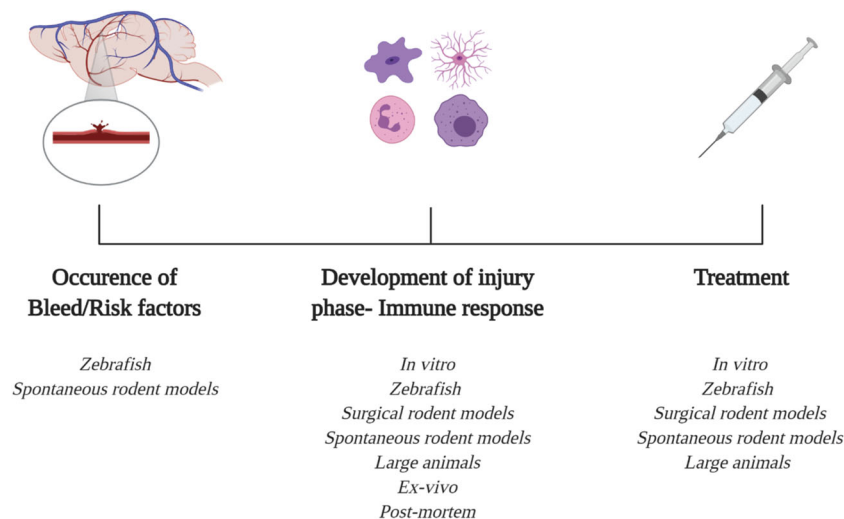 Occurence of
Bleed/Risk factors
Zebrafish
Spontaneous rodent models
Development of injury
phase- Immune response
In vitro
Zebrafish
Surgical rodent models
Spontaneous rodent models
Large animals
Ex-vivo
Post-mortem
Treatment
In vitro
Zebrafish
Surgical rodent models
Spontaneous rodent models
Large animals